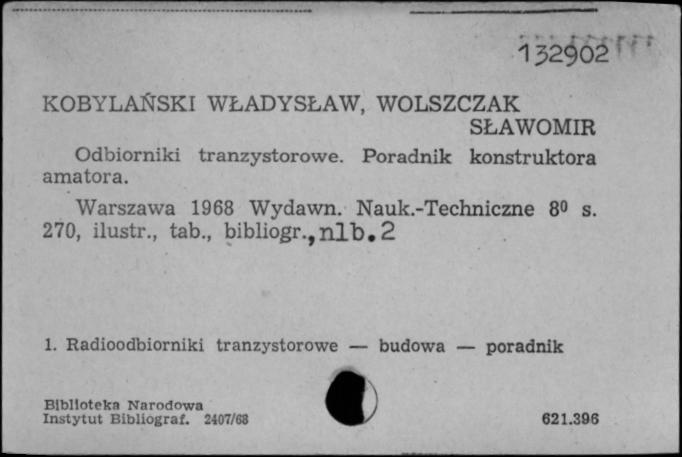 132902
KOBYLAŃSKI WŁADYSŁAW, WOLSZCZAK
SŁAWOMIR
Odbiorniki tranzystorowe. Poradnik konstruktora
amatora.
Warszawa 1968 Wydawn. Nauk.-Techniczne 8⁰ s.
270, ilustr., tab., bibliogr., nlb.2
1. Radioodbiorniki tranzystorowe — budowa — poradnik
Biblioteka Narodowa
Instytut Bibliograf. 2407/68
621.396